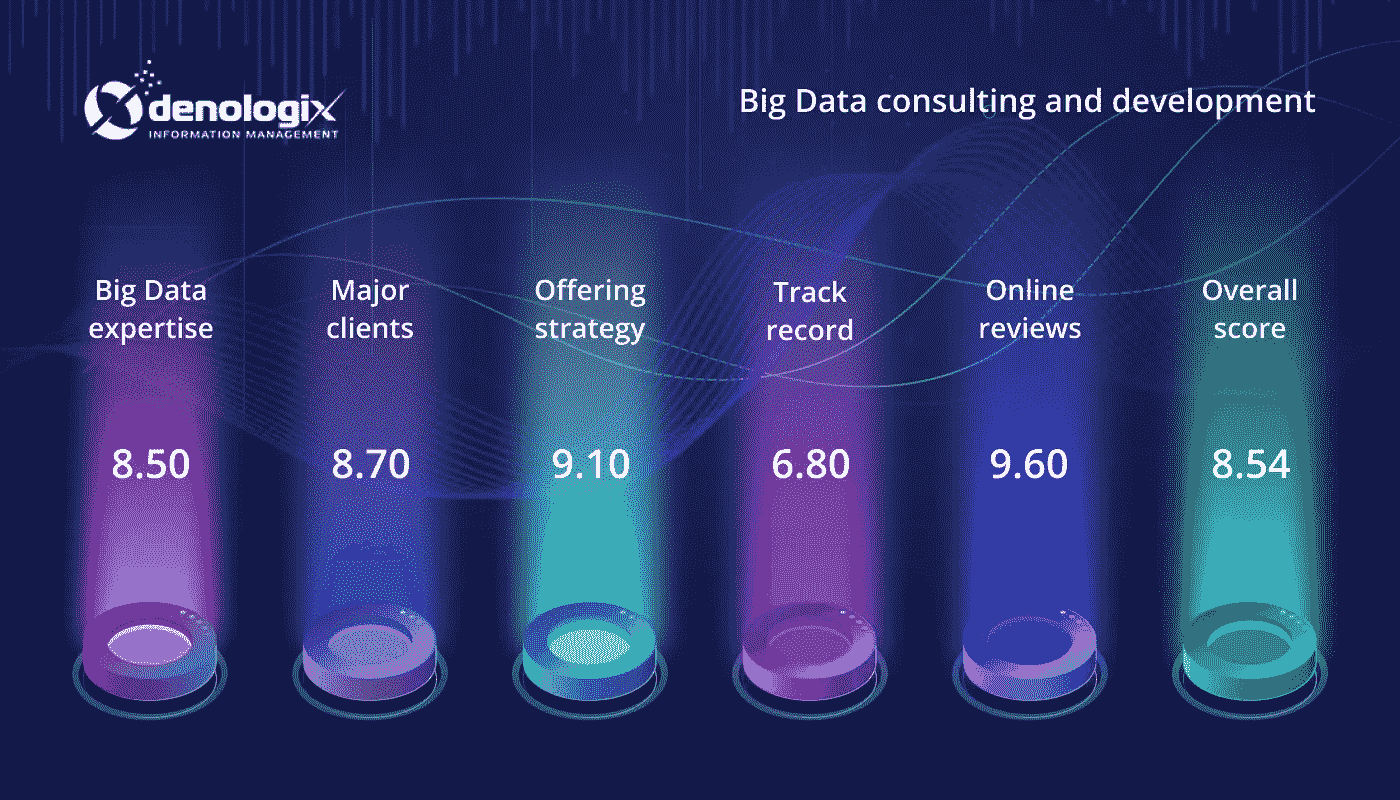 denologix
INFORMATION MANAGEMENT
Big Data consulting and development
Big Data
expertise
Major
clients
Offering
strategy
Track
record
Online
reviews
Overall
score
8.50
8.70
9.10
6.80
9.60
8.54